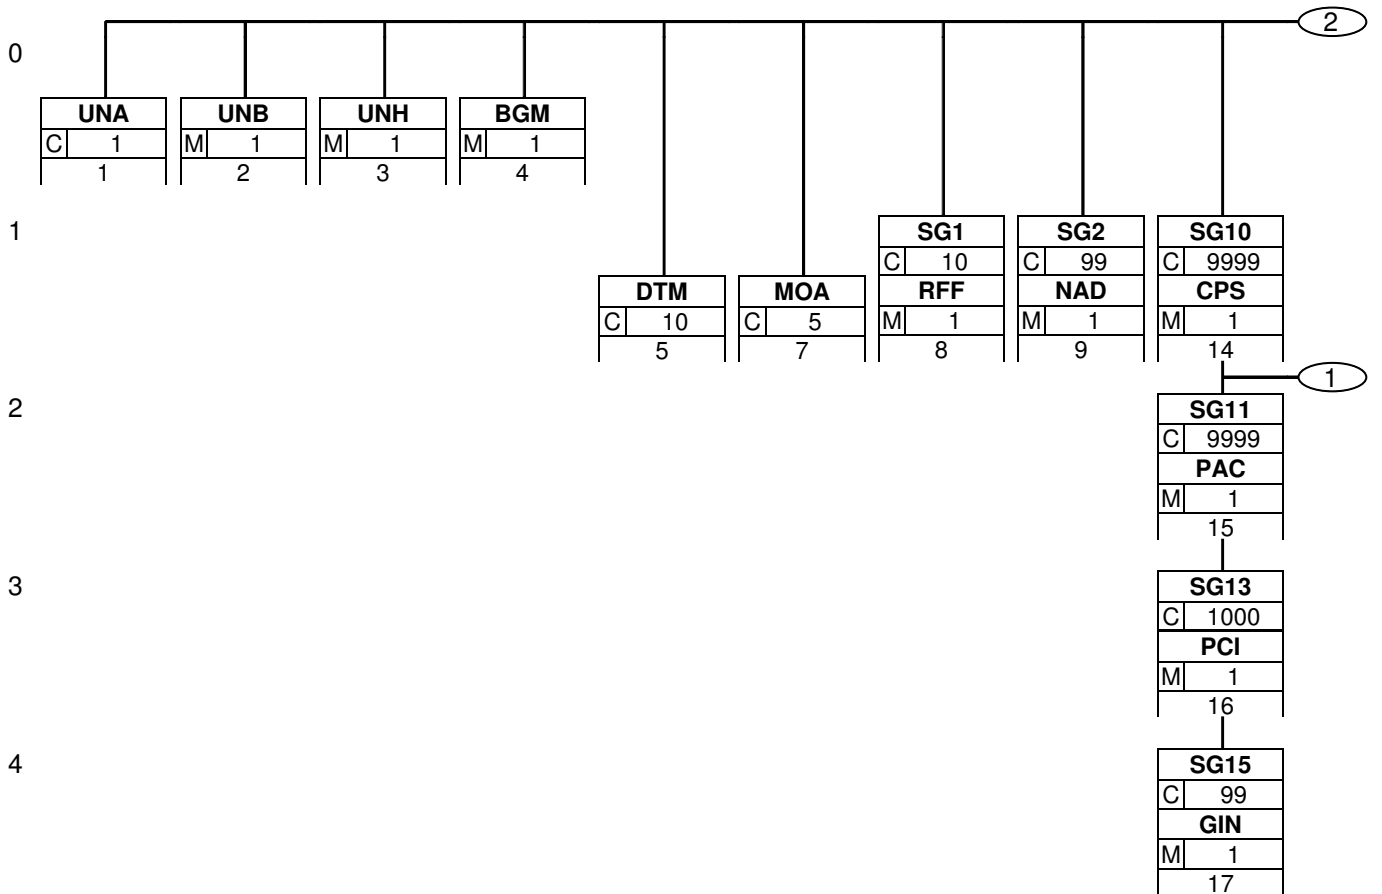 2
0
UNA UNB UNH BGM
C 1 M 1 M 1 M 1
1 2 3 4
1
SG1 SG2 SG10
C 10 C 99 C 9999
DTM MOA RFF NAD CPS
C 10 C 5 M 1 M 1 M 1
5 7 8 9 14
1
2
SG11
C 9999
PAC
M 1
15
3
SG13
C 1000
PCI
M 1
16
4
SG15
C 99
GIN
M 1
17